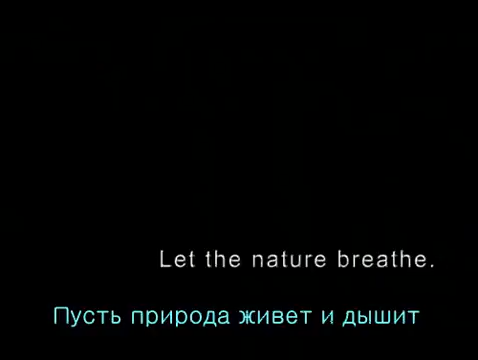 Let the nature breathe.
Пусть природа живет и дышит